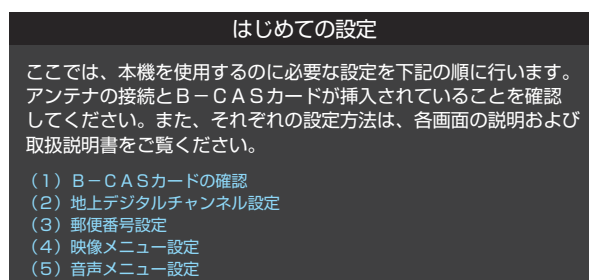 はじめての設定
ここでは、本機を使用するのに必要な設定を下記の順に行います。
アンテナの接続とＢ－ＣＡＳカードが挿入されていることを確認
してください。また、それぞれの設定方法は、各画面の説明および
取扱説明書をご覧ください。
（１）Ｂ－ＣＡＳカードの確認
（２）地上デジタルチャンネル設定
（３）郵便番号設定
（４）映像メニュー設定
（５）音声メニュー設定